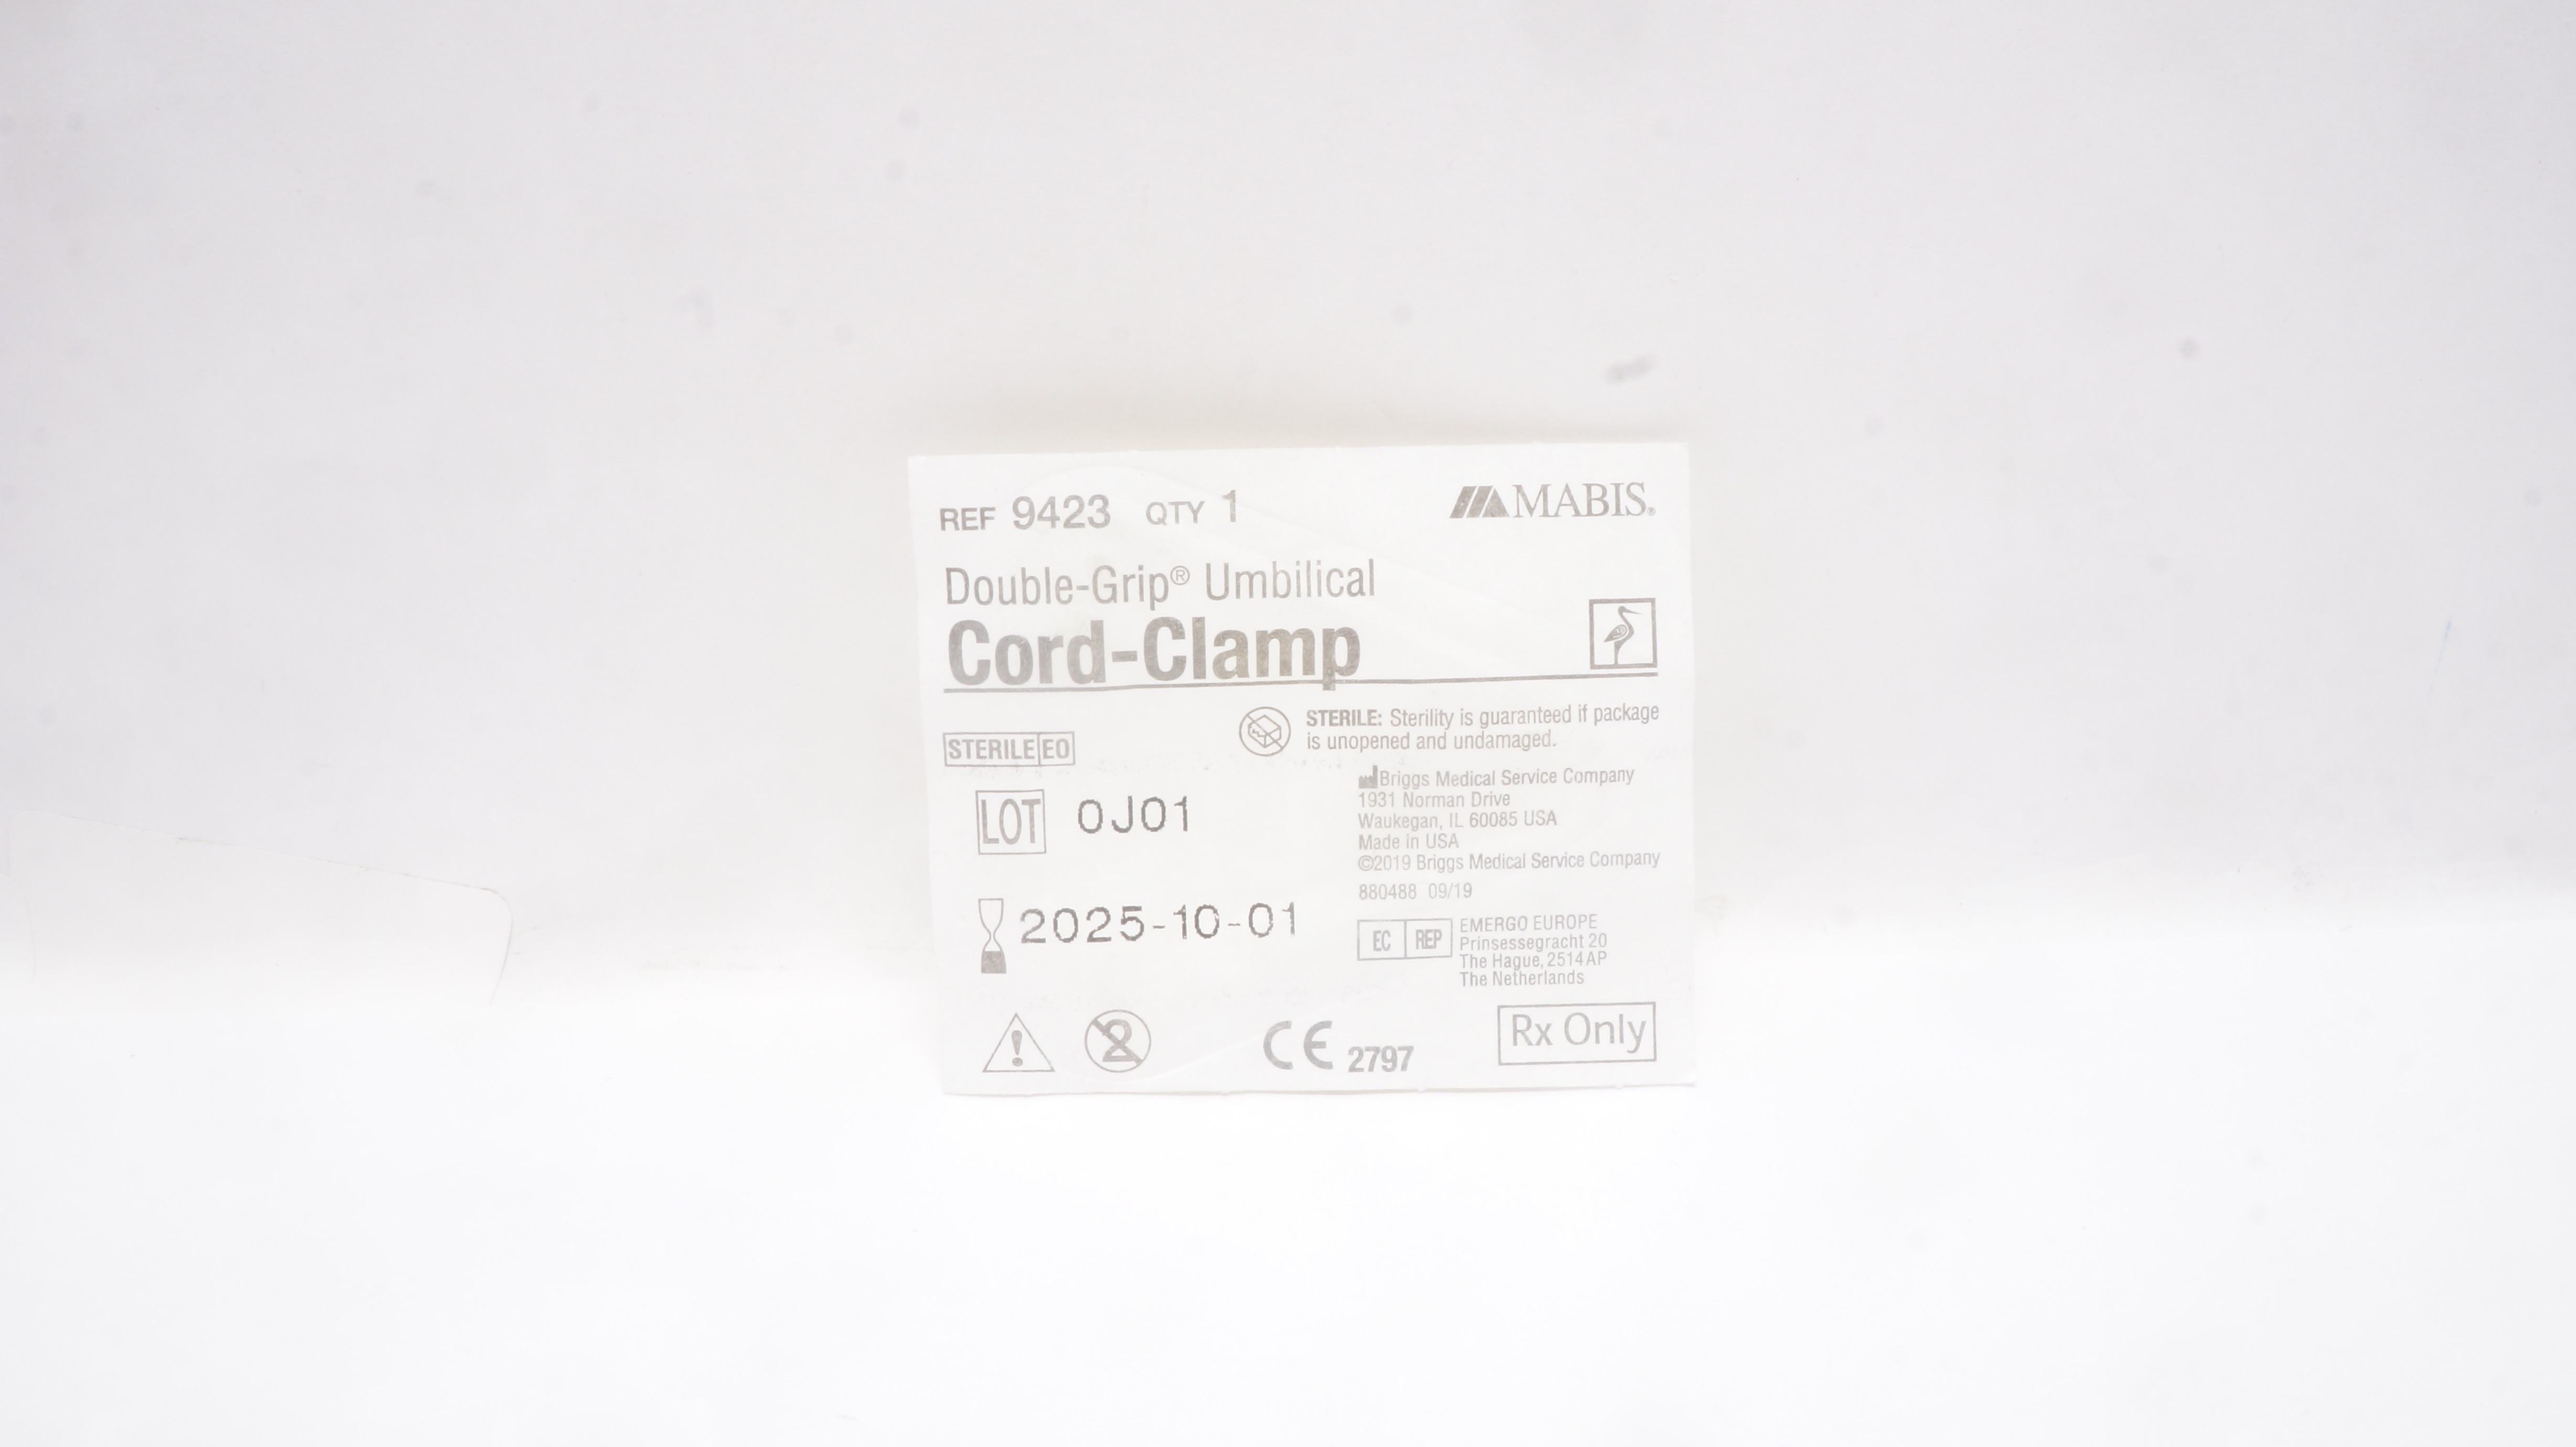 REF 9423 QTY 1
MABIS®
Double-Grip® Umbilical
Cord-Clamp
STERILE EO
STERILE: Sterility is guaranteed if package
is unopened and undamaged.
LOT 0J01
2025-10-01
Briggs Medical Service Company
1931 Norman Drive
Waukegan, IL 60085 USA
Made in USA
©2019 Briggs Medical Service Company
880488 09/19
EC REP
EMERGO EUROPE
Prinsessegracht 20
The Hague, 2514 AP
The Netherlands
2
CE 2797
Rx Only